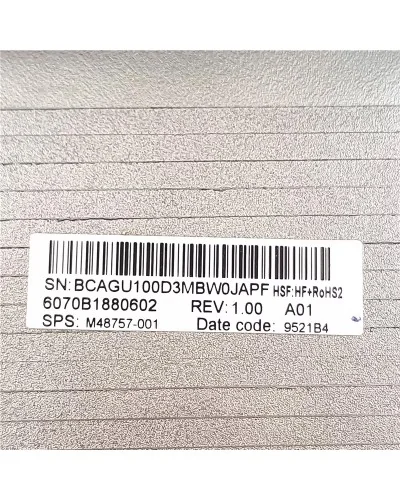 SN:BCAGU100D3MBW0JAPF HSF:HF+RoHS2
6070B1880602 REV:1.00 A01
SPS: M48757-001 Date code: 9521B4